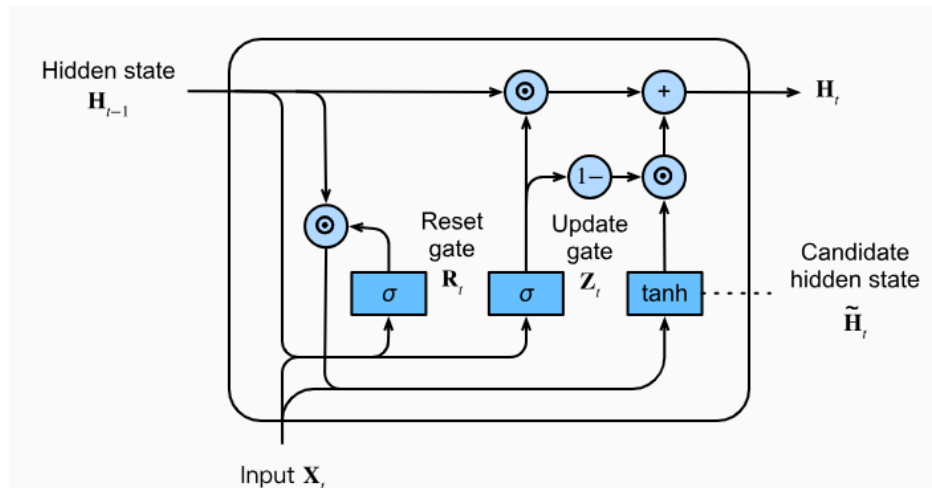 Hidden state
H_{t−1}
⊙
+
H_t
1−
⊙
⊙
Reset
gate
R_t
Update
gate
Z_t
σ
σ
tanh
Candidate
hidden state
H̃_t
Input X_t